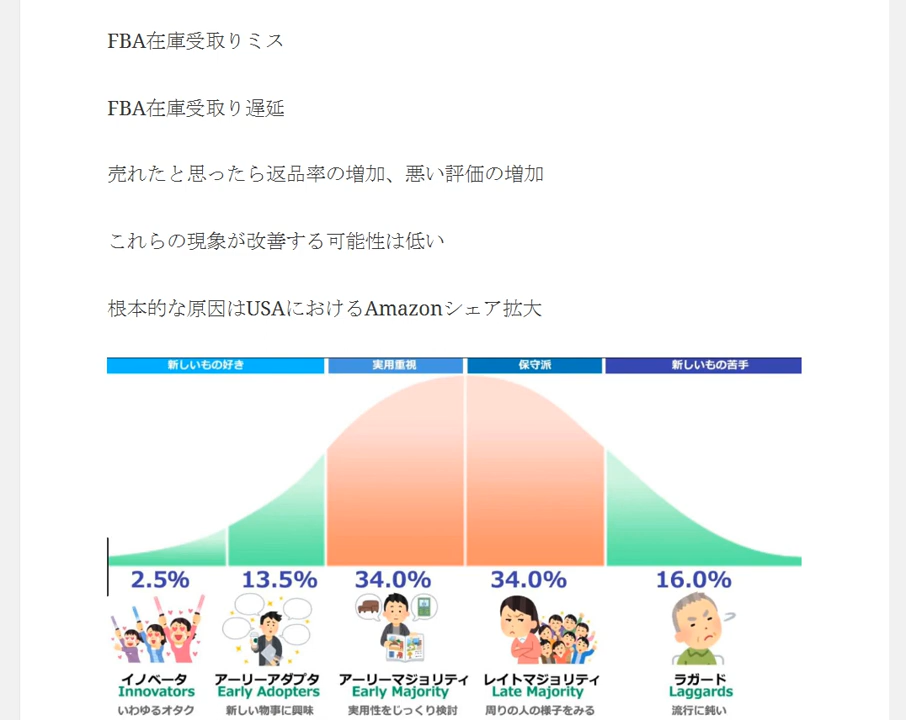 FBA在庫受取りミス
FBA在庫受取り遅延
売れたと思ったら返品率の増加、悪い評価の増加
これらの現象が改善する可能性は低い
根本的な原因はUSAにおけるAmazonシェア拡大
新しいもの好き 実用重視 保守派 新しいもの苦手
2.5% 13.5% 34.0% 34.0% 16.0%
イノベータ アーリーアダプタ アーリーマジョリティ レイトマジョリティ ラガード
Innovators Early Adopters Early Majority Late Majority Laggards
いわゆるオタク 新しい物事に興味 実用性をじっくり検討 周りの人の様子をみる 流行に鈍い